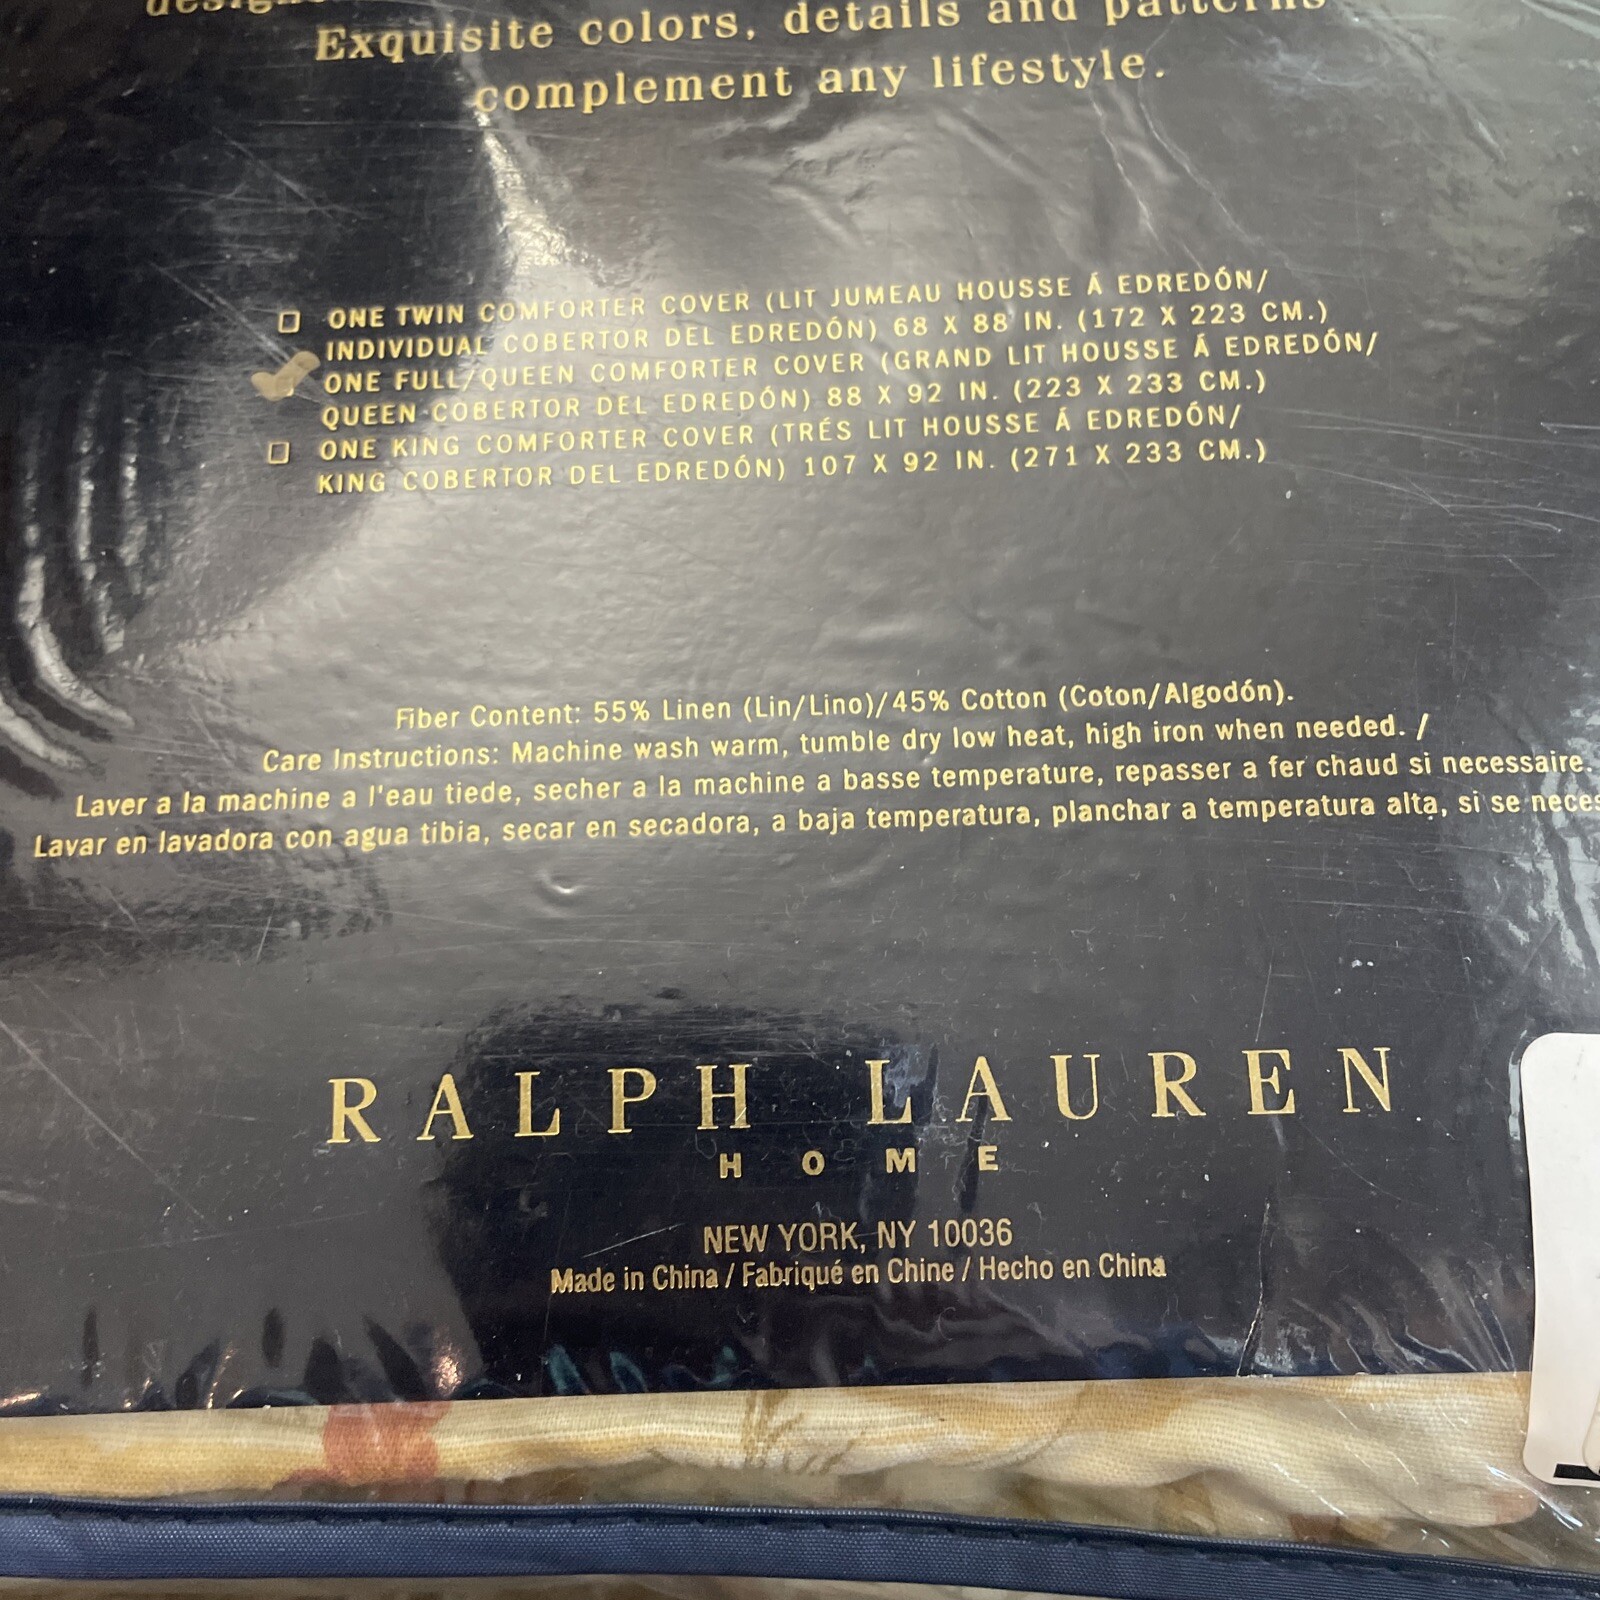 Exquisite colors, details and patterns
complement any lifestyle.
ONE TWIN COMFORTER COVER (LIT JUMEAU HOUSSE Á EDREDÓN/
INDIVIDUAL COBERTOR DEL EDREDÓN) 68 X 88 IN. (172 X 223 CM.)
ONE FULL/QUEEN COMFORTER COVER (GRAND LIT HOUSSE Á EDREDÓN/
QUEEN COBERTOR DEL EDREDÓN) 88 X 92 IN. (223 X 233 CM.)
ONE KING COMFORTER COVER (TRÉS LIT HOUSSE Á EDREDÓN/
KING COBERTOR DEL EDREDÓN) 107 X 92 IN. (271 X 233 CM.)
Fiber Content: 55% Linen (Lin/Lino)/45% Cotton (Coton/Algodón).
Care Instructions: Machine wash warm, tumble dry low heat, high iron when needed. /
Laver a la machine a l'eau tiede, secher a la machine a basse temperature, repasser a fer chaud si necessaire.
Lavar en lavadora con agua tibia, secar en secadora, a baja temperatura, planchar a temperatura alta, si se
RALPH LAUREN
HOME
NEW YORK, NY 10036
Made in China / Fabriqué en Chine / Hecho en China